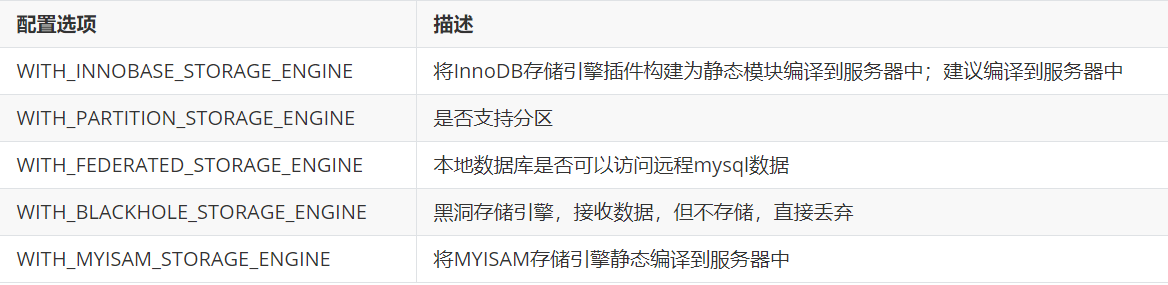 配置选项 描述
WITH_INNOBASE_STORAGE_ENGINE 将InnoDB存储引擎插件构建为静态模块编译到服务器中；建议编译到服务器中
WITH_PARTITION_STORAGE_ENGINE 是否支持分区
WITH_FEDERATED_STORAGE_ENGINE 本地数据库是否可以访问远程mysql数据
WITH_BLACKHOLE_STORAGE_ENGINE 黑洞存储引擎，接收数据，但不存储，直接丢弃
WITH_MYISAM_STORAGE_ENGINE 将MYISAM存储引擎静态编译到服务器中